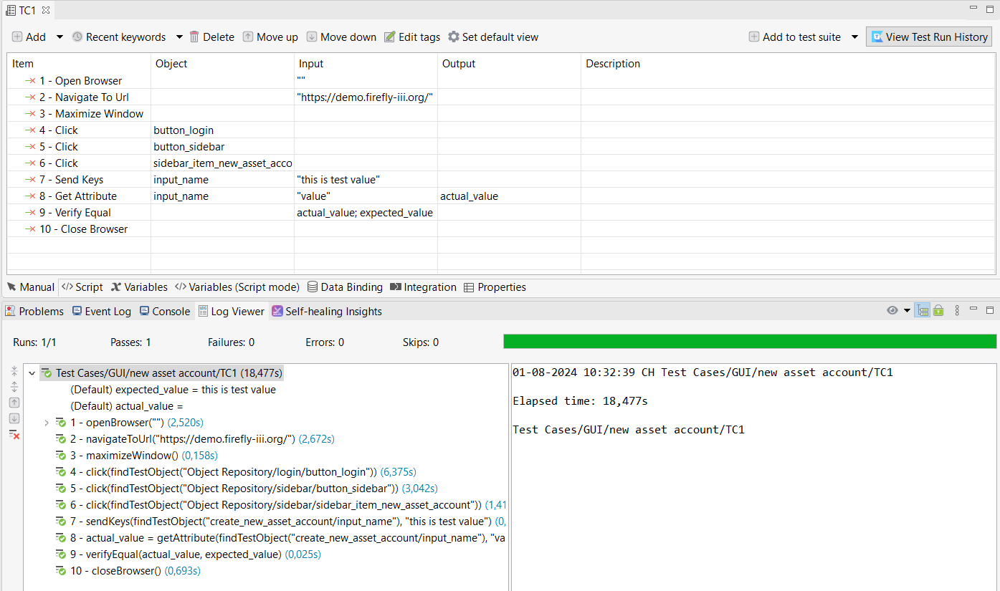 TC1
Add Recent keywords Delete Move up Move down Edit tags Set default view Add to test suite View Test Run History
Item Object Input Output Description
1 - Open Browser ""
2 - Navigate To Url "https://demo.firefly-iii.org/"
3 - Maximize Window
4 - Click button_login
5 - Click button_sidebar
6 - Click sidebar_item_new_asset_acco
7 - Send Keys input_name "this is test value"
8 - Get Attribute input_name "value" actual_value
9 - Verify Equal actual_value; expected_value
10 - Close Browser
Manual </> Script Variables </> Variables (Script mode) Data Binding Integration Properties
Problems Event Log Console Log Viewer Self-healing Insights
Runs: 1/1 Passes: 1 Failures: 0 Errors: 0 Skips: 0
Test Cases/GUI/new asset account/TC1 (18,477s)
(Default) expected_value = this is test value
(Default) actual_value =
1 - openBrowser("") (2,520s)
2 - navigateToUrl("https://demo.firefly-iii.org/") (2,672s)
3 - maximizeWindow() (0,158s)
4 - click(findTestObject("Object Repository/login/button_login")) (6,375s)
5 - click(findTestObject("Object Repository/sidebar/button_sidebar")) (3,042s)
6 - click(findTestObject("Object Repository/sidebar/sidebar_item_new_asset_account")) (1,41
7 - sendKeys(findTestObject("create_new_asset_account/input_name"), "this is test value") (0,
8 - actual_value = getAttribute(findTestObject("create_new_asset_account/input_name"), "va
9 - verifyEqual(actual_value, expected_value) (0,025s)
10 - closeBrowser() (0,693s)
01-08-2024 10:32:39 CH Test Cases/GUI/new asset account/TC1
Elapsed time: 18,477s
Test Cases/GUI/new asset account/TC1